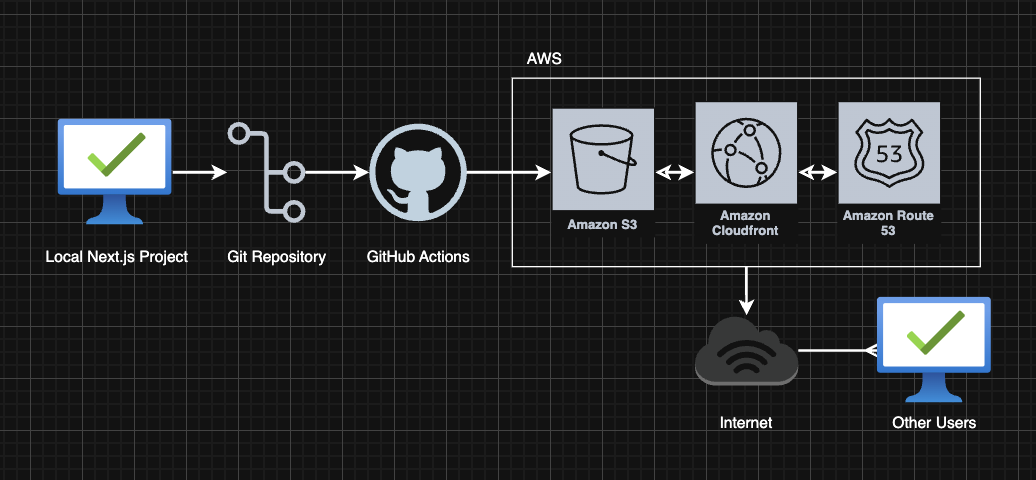 AWS
53
Amazon S3
Amazon
Cloudfront
Amazon Route
53
Local Next.js Project
Git Repository
GitHub Actions
Internet
Other Users